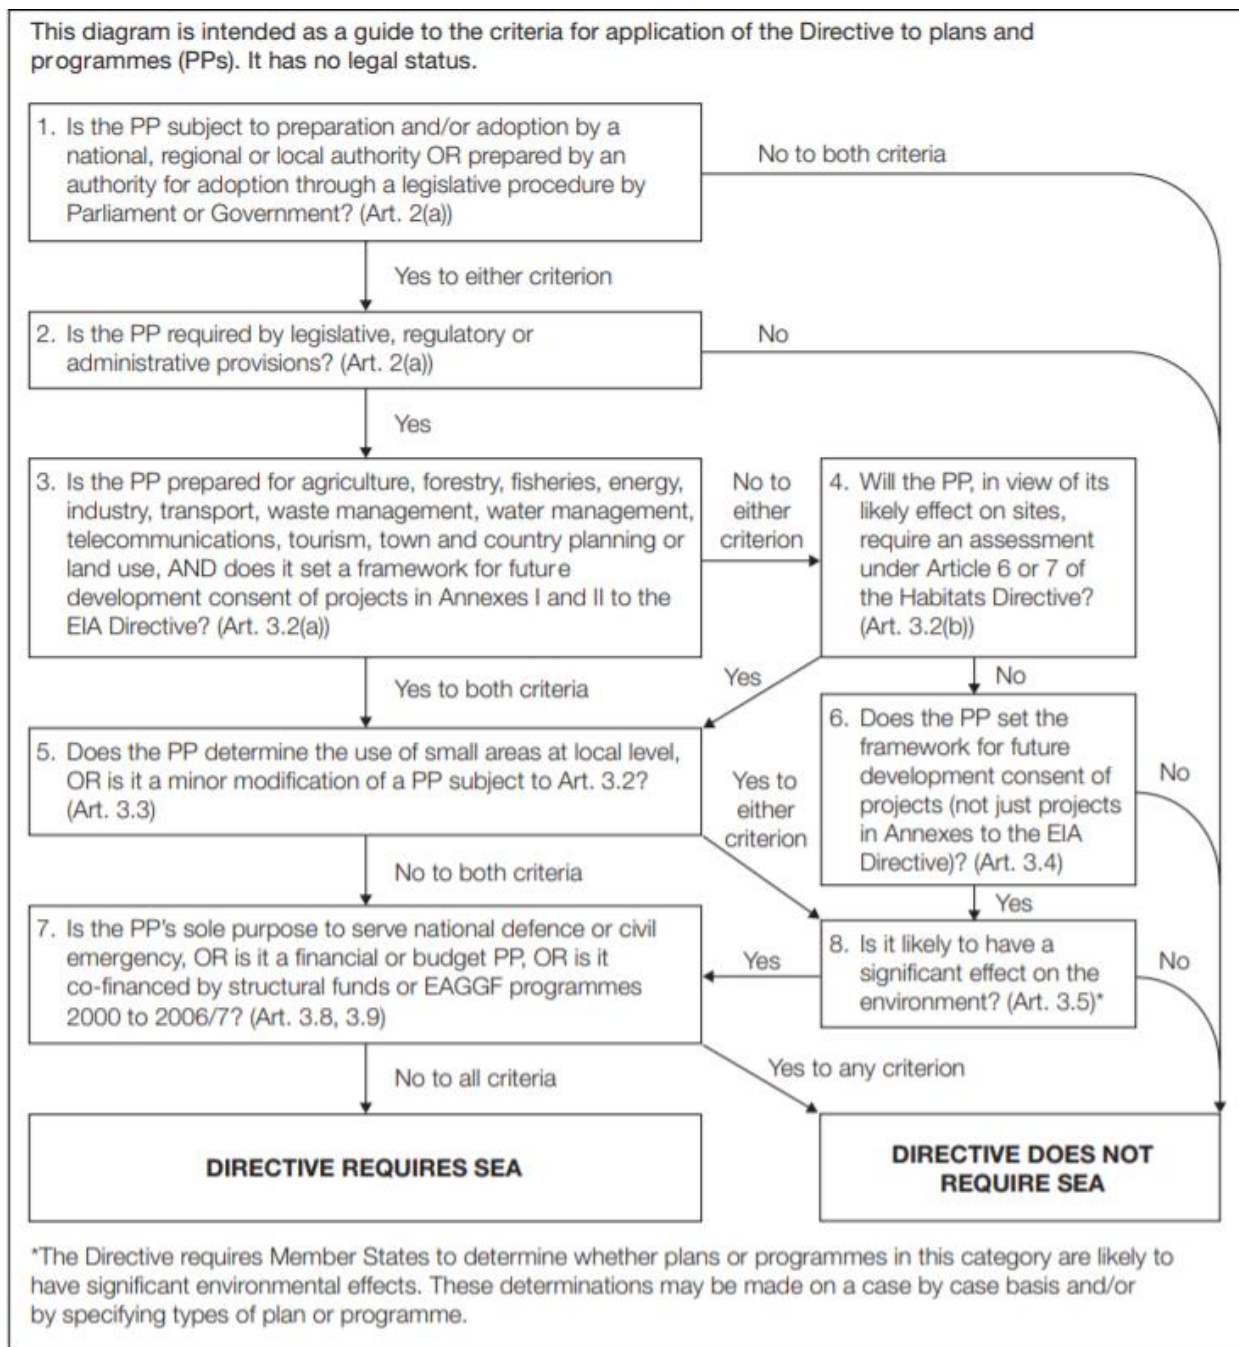 This diagram is intended as a guide to the criteria for application of the Directive to plans and
programmes (PPs). It has no legal status.
1. Is the PP subject to preparation and/or adoption by a
national, regional or local authority OR prepared by an
authority for adoption through a legislative procedure by
Parliament or Government? (Art. 2(a))
No to both criteria
Yes to either criterion
2. Is the PP required by legislative, regulatory or
administrative provisions? (Art. 2(a))
No
Yes
3. Is the PP prepared for agriculture, forestry, fisheries, energy,
industry, transport, waste management, water management,
telecommunications, tourism, town and country planning or
land use, AND does it set a framework for future
development consent of projects in Annexes I and II to the
EIA Directive? (Art. 3.2(a))
No to
either
criterion
4. Will the PP, in view of its
likely effect on sites,
require an assessment
under Article 6 or 7 of
the Habitats Directive?
(Art. 3.2(b))
Yes to both criteria
Yes
No
5. Does the PP determine the use of small areas at local level,
OR is it a minor modification of a PP subject to Art. 3.2?
(Art. 3.3)
Yes to
either
criterion
6. Does the PP set the
framework for future
development consent of
projects (not just projects
in Annexes to the EIA
Directive)? (Art. 3.4)
No
No to both criteria
Yes
7. Is the PP's sole purpose to serve national defence or civil
emergency, OR is it a financial or budget PP, OR is it
co-financed by structural funds or EAGGF programmes
2000 to 2006/7? (Art. 3.8, 3.9)
Yes
8. Is it likely to have a
significant effect on the
environment? (Art. 3.5)*
No
No to all criteria
Yes to any criterion
DIRECTIVE REQUIRES SEA
DIRECTIVE DOES NOT
REQUIRE SEA
*The Directive requires Member States to determine whether plans or programmes in this category are likely to
have significant environmental effects. These determinations may be made on a case by case basis and/or
by specifying types of plan or programme.